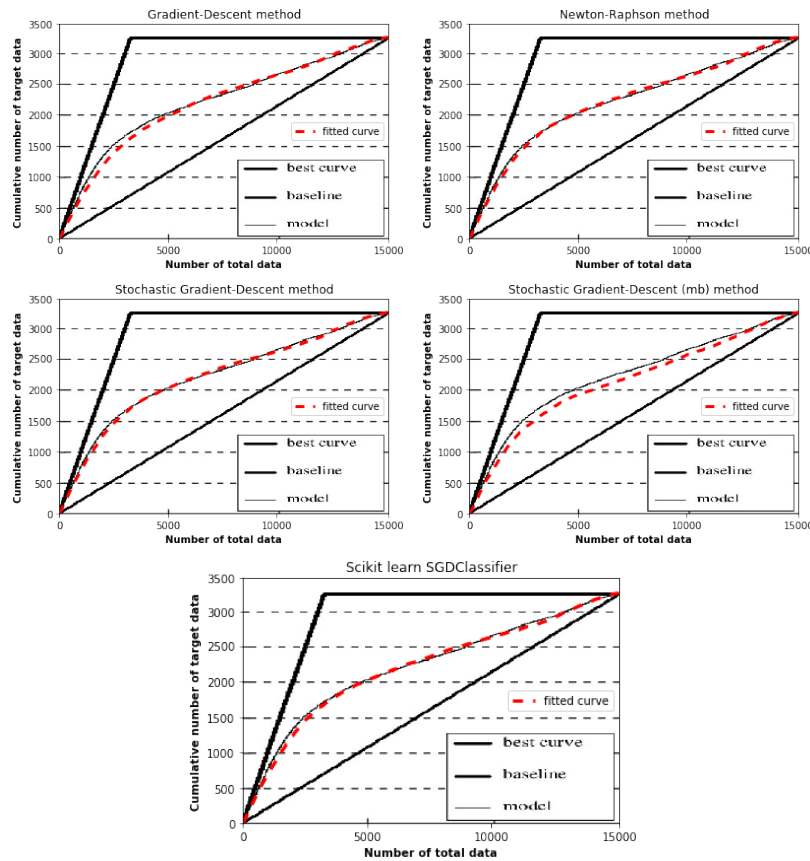 Gradient-Descent method
Cumulative number of target data
3500
3000
2500
2000
1500
1000
500
0
fitted curve
best curve
baseline
model
0 5000 10000 15000
Number of total data
Newton-Raphson method
Cumulative number of target data
3500
3000
2500
2000
1500
1000
500
0
fitted curve
best curve
baseline
model
0 5000 10000 15000
Number of total data
Stochastic Gradient-Descent method
Cumulative number of target data
3500
3000
2500
2000
1500
1000
500
0
fitted curve
best curve
baseline
model
0 5000 10000 15000
Number of total data
Stochastic Gradient-Descent (mb) method
Cumulative number of target data
3500
3000
2500
2000
1500
1000
500
0
fitted curve
best curve
baseline
model
0 5000 10000 15000
Number of total data
Scikit learn SGDClassifier
Cumulative number of target data
3500
3000
2500
2000
1500
1000
500
0
fitted curve
best curve
baseline
model
0 5000 10000 15000
Number of total data